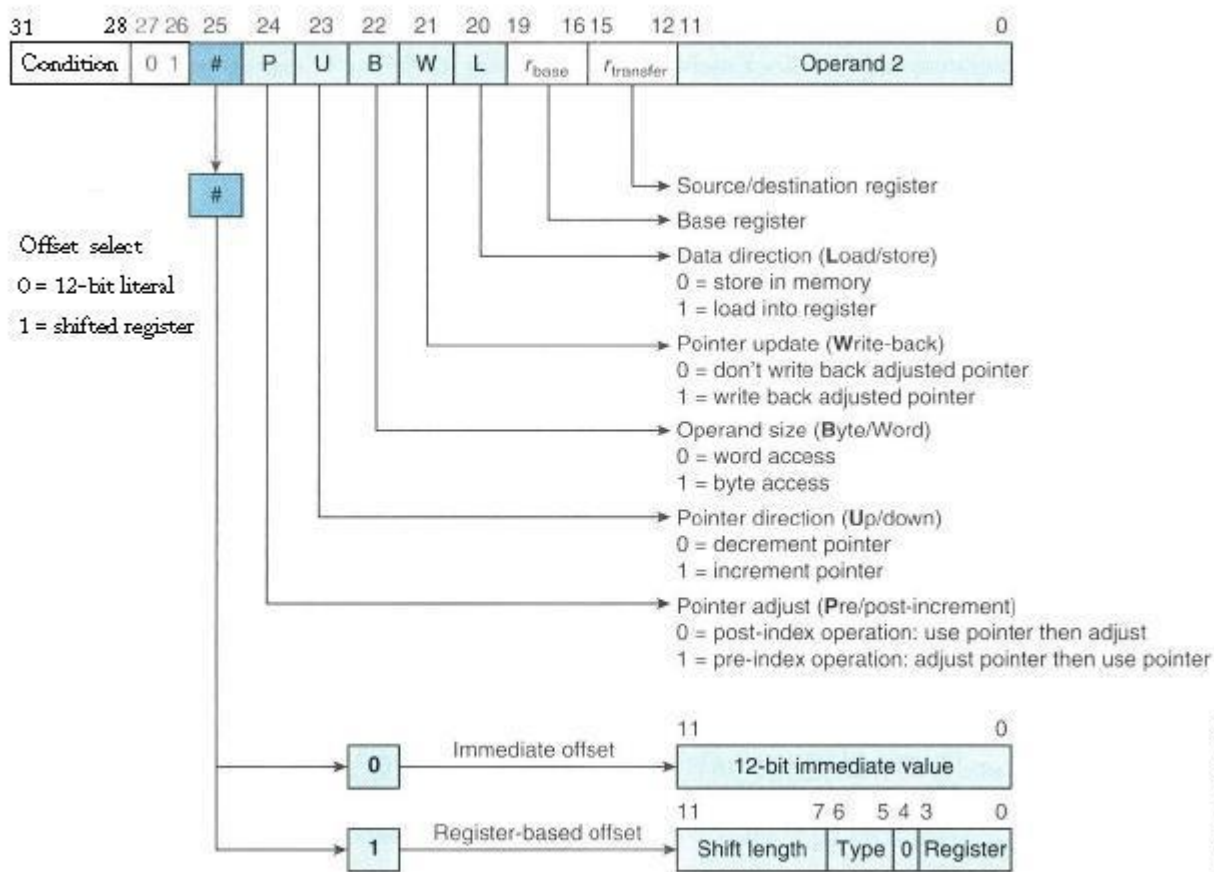 31 28 27 26 25 24 23 22 21 20 19 16 15 12 11 0
Condition 0 1 # P U B W L r base r transfer Operand 2
#
Offset select
0 = 12-bit literal
1 = shifted register
Source/destination register
Base register
Data direction (Load/store)
0 = store in memory
1 = load into register
Pointer update (Write-back)
0 = don't write back adjusted pointer
1 = write back adjusted pointer
Operand size (Byte/Word)
0 = word access
1 = byte access
Pointer direction (Up/down)
0 = decrement pointer
1 = increment pointer
Pointer adjust (Pre/post-increment)
0 = post-index operation: use pointer then adjust
1 = pre-index operation: adjust pointer then use pointer
11 0
0 Immediate offset 12-bit immediate value
11 7 6 5 4 3 0
1 Register-based offset Shift length Type 0 Register